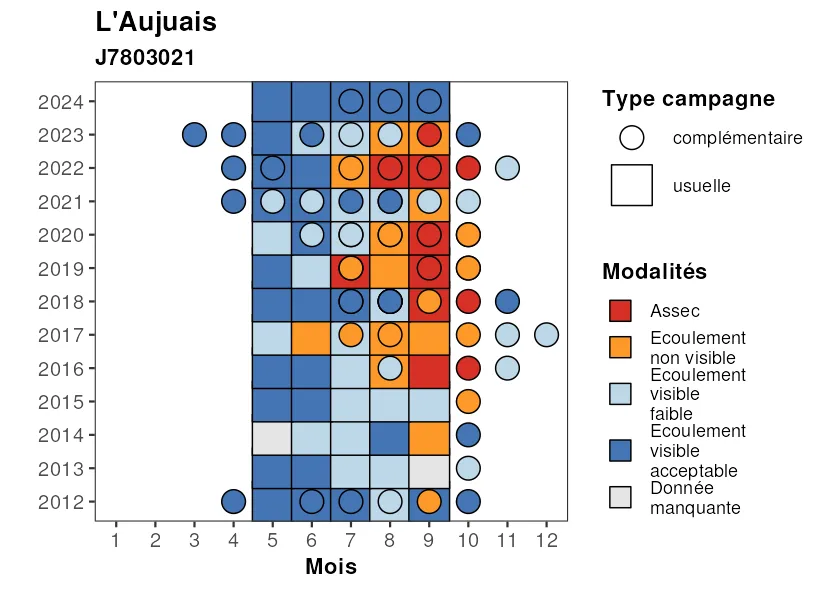 L'Aujuais
J7803021
2024
2023
2022
2021
2020
2019
2018
2017
2016
2015
2014
2013
2012
1 2 3 4 5 6 7 8 9 10 11 12
Mois
Type campagne
complémentaire
usuelle
Modalités
Assec
Ecoulement
non visible
Ecoulement
visible
faible
Ecoulement
visible
acceptable
Donnée
manquante